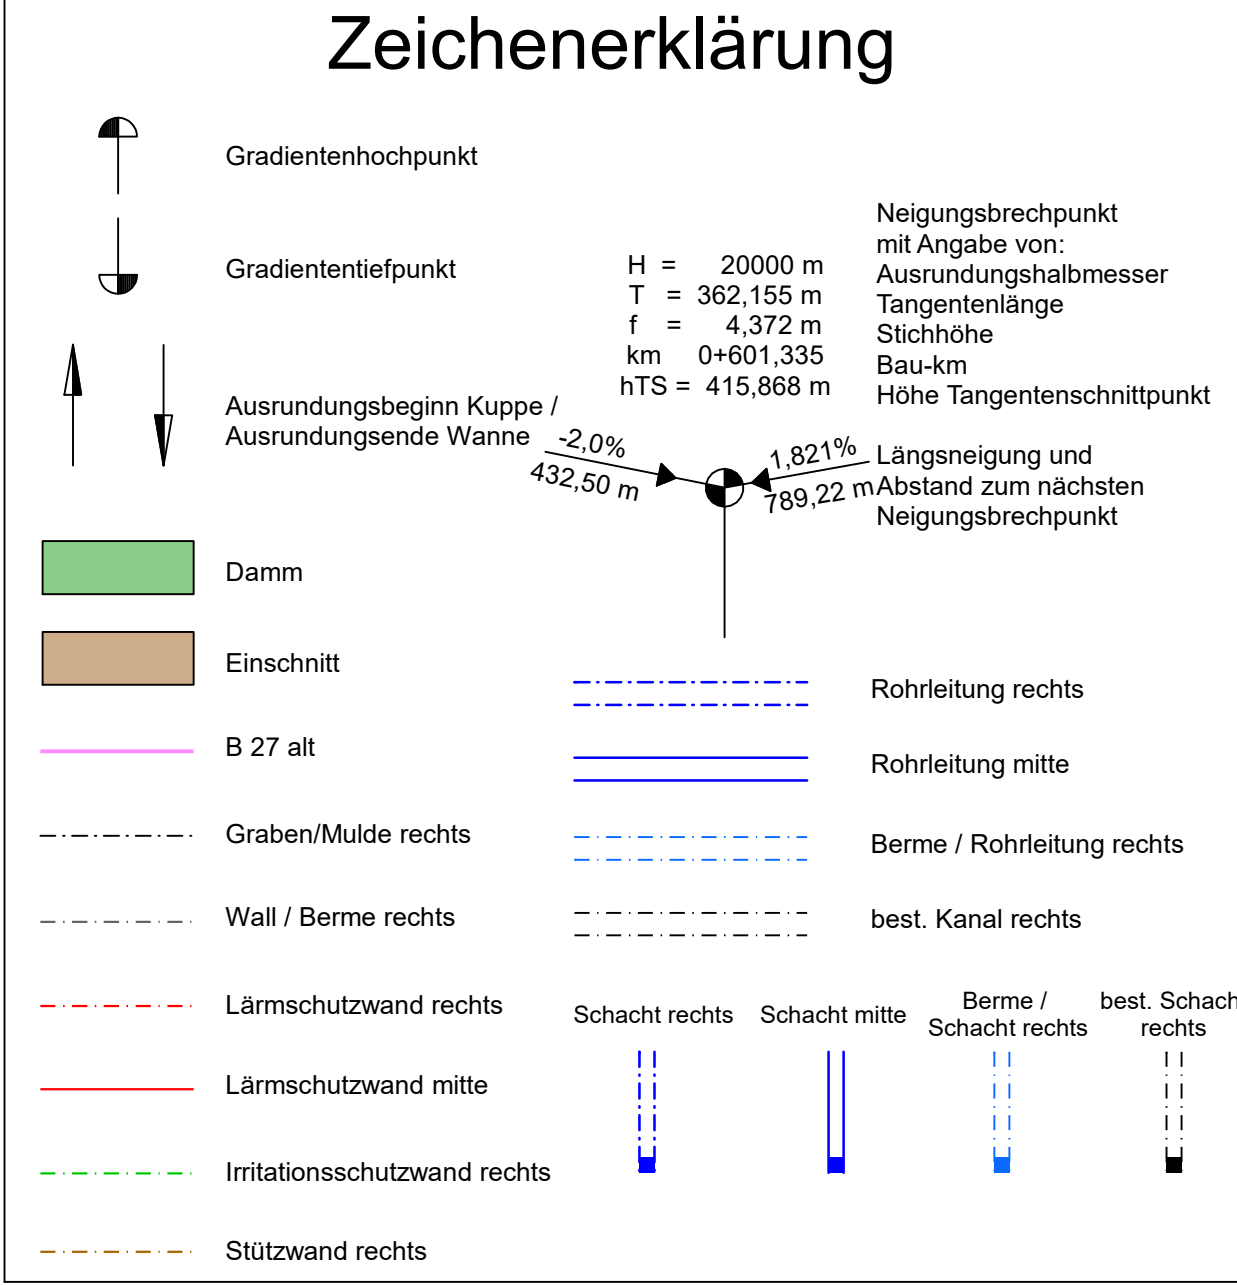 Zeichenerklärung
Gradientenhochpunkt
Gradiententiefpunkt
Ausrundungsbeginn Kuppe /
Ausrundungsende Wanne
H = 20000 m
T = 362,155 m
f = 4,372 m
km 0+601,335
hTS = 415,868 m
Neigungsbrechpunkt
mit Angabe von:
Ausrundungshalbmesser
Tangentenlänge
Stichhöhe
Bau-km
Höhe Tangentenschnittpunkt
-2,0%
432,50 m
1,821%
789,22 m
Längsneigung und
Abstand zum nächsten
Neigungsbrechpunkt
Damm
Einschnitt
B 27 alt
Graben/Mulde rechts
Wall / Berme rechts
Lärmschutzwand rechts
Lärmschutzwand mitte
Irritationsschutzwand rechts
Stützwand rechts
Rohrleitung rechts
Rohrleitung mitte
Berme / Rohrleitung rechts
best. Kanal rechts
Schacht rechts
Schacht mitte
Berme /
Schacht rechts
best. Schach
rechts